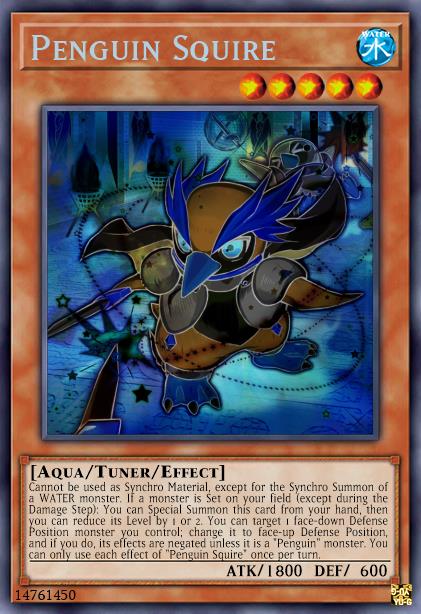 Penguin Squire
WATER
水
[Aqua/Tuner/Effect]
Cannot be used as Synchro Material, except for the Synchro Summon of
a WATER monster. If a monster is Set on your field (except during the
Damage Step): You can Special Summon this card from your hand, then
you can reduce its Level by 1 or 2. You can target 1 face-down Defense
Position monster you control; change it to face-up Defense Position,
and if you do, its effects are negated unless it is a "Penguin" monster. You
can only use each effect of "Penguin Squire" once per turn.
ATK/1800 DEF/ 600
14761450